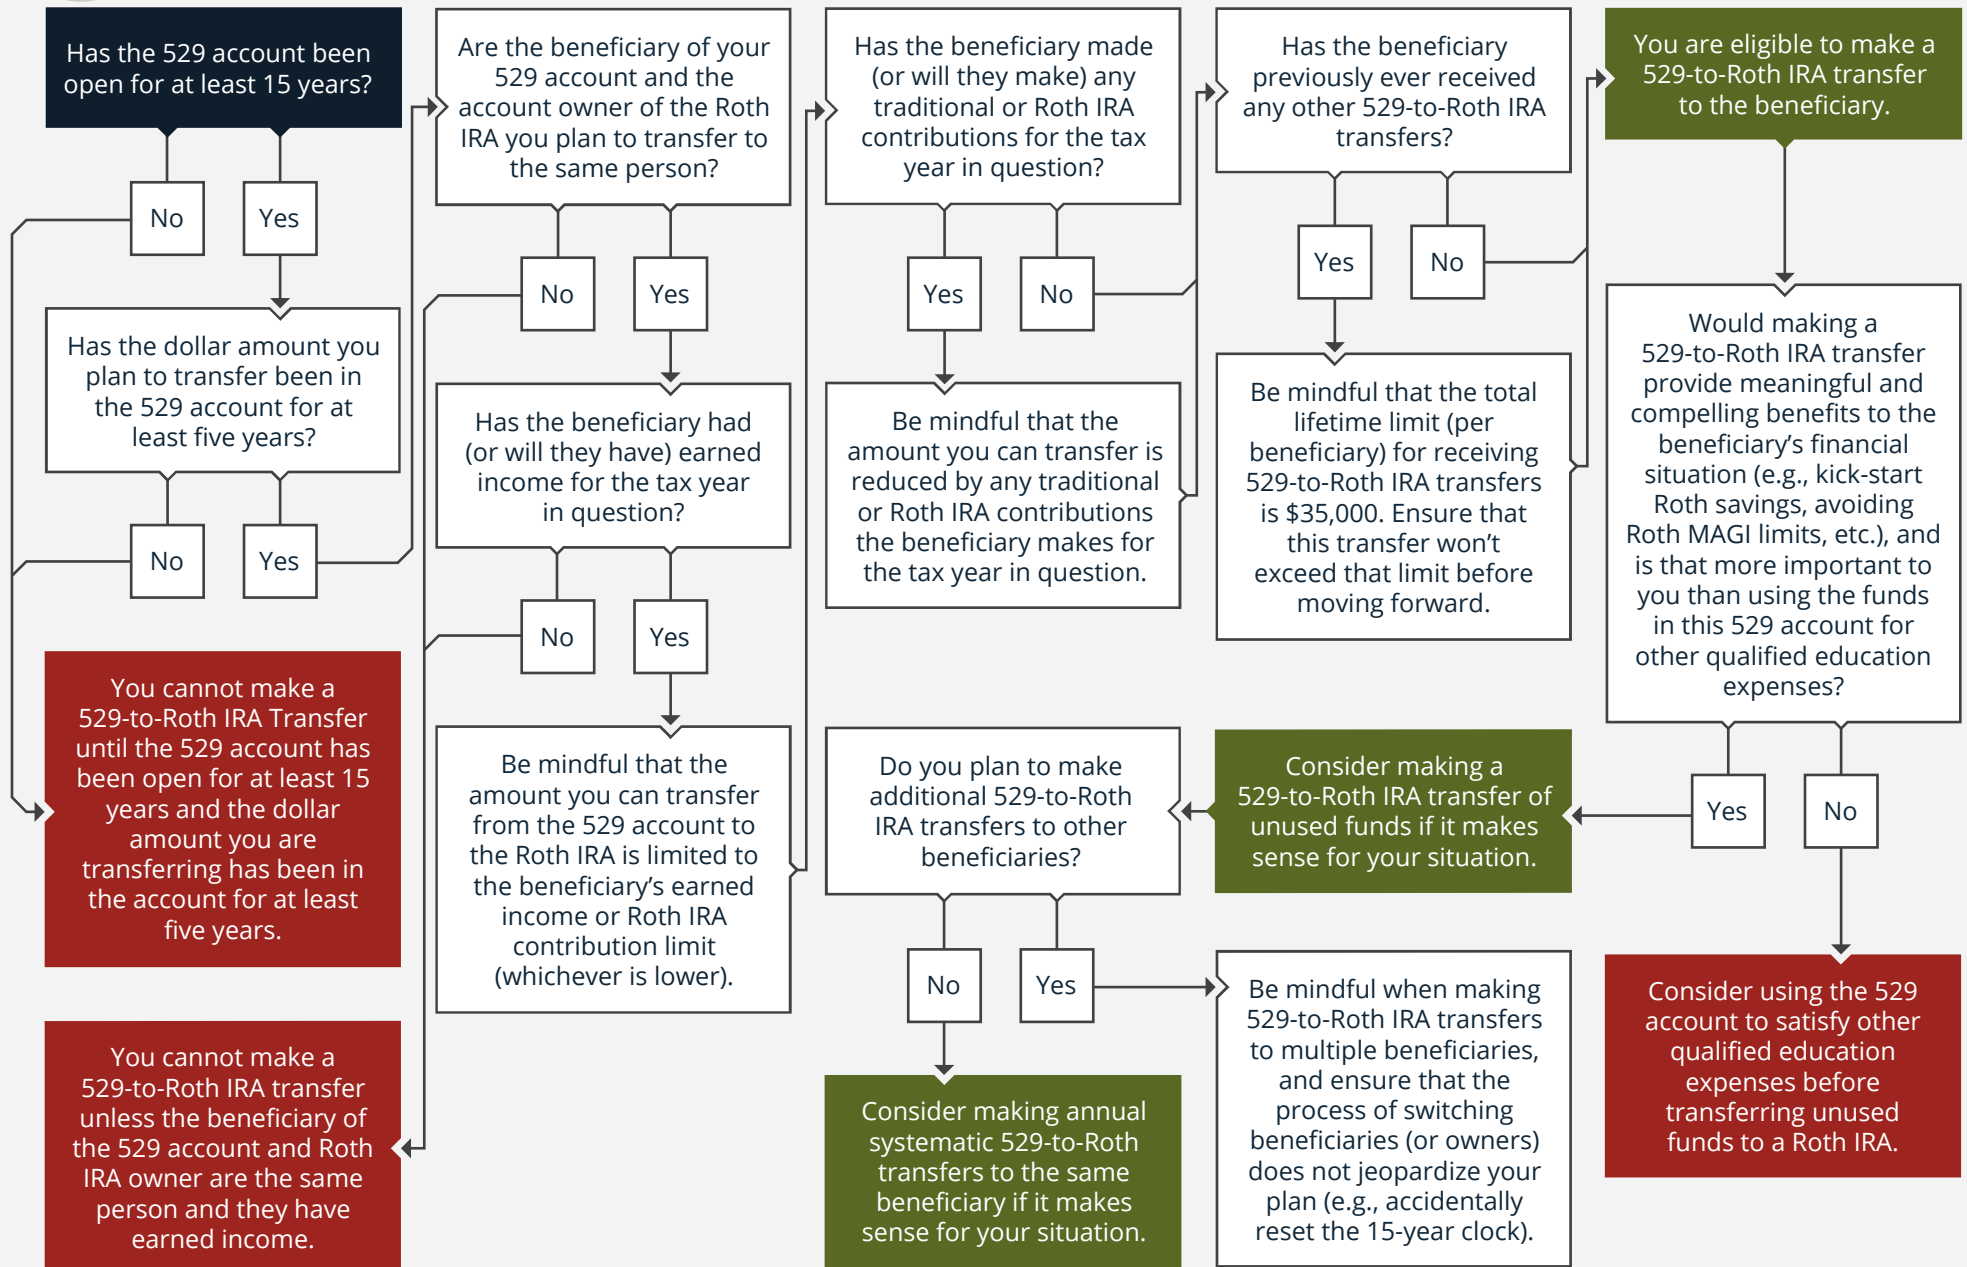 Has the 529 account been
open for at least 15 years?
No
Yes
Has the dollar amount you
plan to transfer been in
the 529 account for at
least five years?
No
Yes
You cannot make a
529-to-Roth IRA Transfer
until the 529 account has
been open for at least 15
years and the dollar
amount you are
transferring has been in
the account for at least
five years.
You cannot make a
529-to-Roth IRA transfer
unless the beneficiary of
the 529 account and Roth
IRA owner are the same
person and they have
earned income.
Are the beneficiary of your
529 account and the
account owner of the Roth
IRA you plan to transfer to
the same person?
No
Yes
Has the beneficiary had
(or will they have) earned
income for the tax year
in question?
No
Yes
Be mindful that the
amount you can transfer
from the 529 account to
the Roth IRA is limited to
the beneficiary’s earned
income or Roth IRA
contribution limit
(whichever is lower).
Has the beneficiary made
(or will they make) any
traditional or Roth IRA
contributions for the tax
year in question?
Yes
No
Be mindful that the
amount you can transfer is
reduced by any traditional
or Roth IRA contributions
the beneficiary makes for
the tax year in question.
Has the beneficiary
previously ever received
any other 529-to-Roth IRA
transfers?
Yes
No
Be mindful that the total
lifetime limit (per
beneficiary) for receiving
529-to-Roth IRA transfers
is $35,000. Ensure that
this transfer won’t
exceed that limit before
moving forward.
You are eligible to make a
529-to-Roth IRA transfer
to the beneficiary.
Would making a
529-to-Roth IRA transfer
provide meaningful and
compelling benefits to the
beneficiary’s financial
situation (e.g., kick-start
Roth savings, avoiding
Roth MAGI limits, etc.), and
is that more important to
you than using the funds
in this 529 account for
other qualified education
expenses?
Yes
No
Consider using the 529
account to satisfy other
qualified education
expenses before
transferring unused
funds to a Roth IRA.
Consider making a
529-to-Roth IRA transfer of
unused funds if it makes
sense for your situation.
Do you plan to make
additional 529-to-Roth
IRA transfers to other
beneficiaries?
No
Yes
Consider making annual
systematic 529-to-Roth
transfers to the same
beneficiary if it makes
sense for your situation.
Be mindful when making
529-to-Roth IRA transfers
to multiple beneficiaries,
and ensure that the
process of switching
beneficiaries (or owners)
does not jeopardize your
plan (e.g., accidentally
reset the 15-year clock).